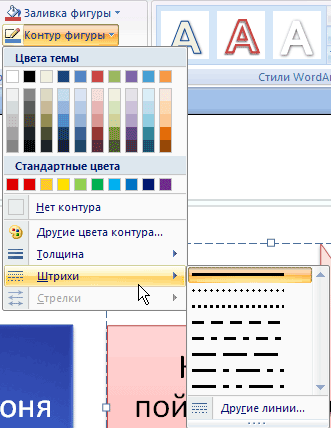 Заливка фигуры
Контур фигуры
А А А
Стили WordAr
Цвета темы
Стандартные цвета
Нет контура
Другие цвета контура...
Толщина
Штрихи
Стрелки
Другие линии...
оня
пой